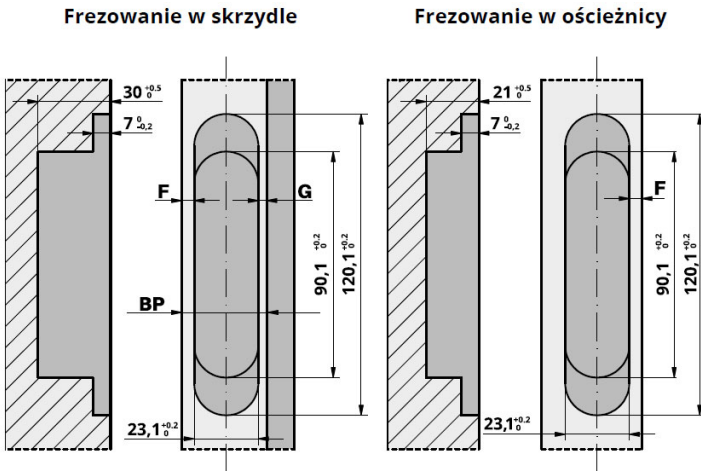 Frezowanie w skrzydle
30 +0.5 0
7 0 -0,2
F
G
BP
90,1 +0.2 0
120,1 +0.2 0
23,1 +0.2 0
Frezowanie w ościeżnicy
21 +0.5 0
7 0 -0,2
F
90,1 +0.2 0
120,1 +0.2 0
23,1 +0.2 0